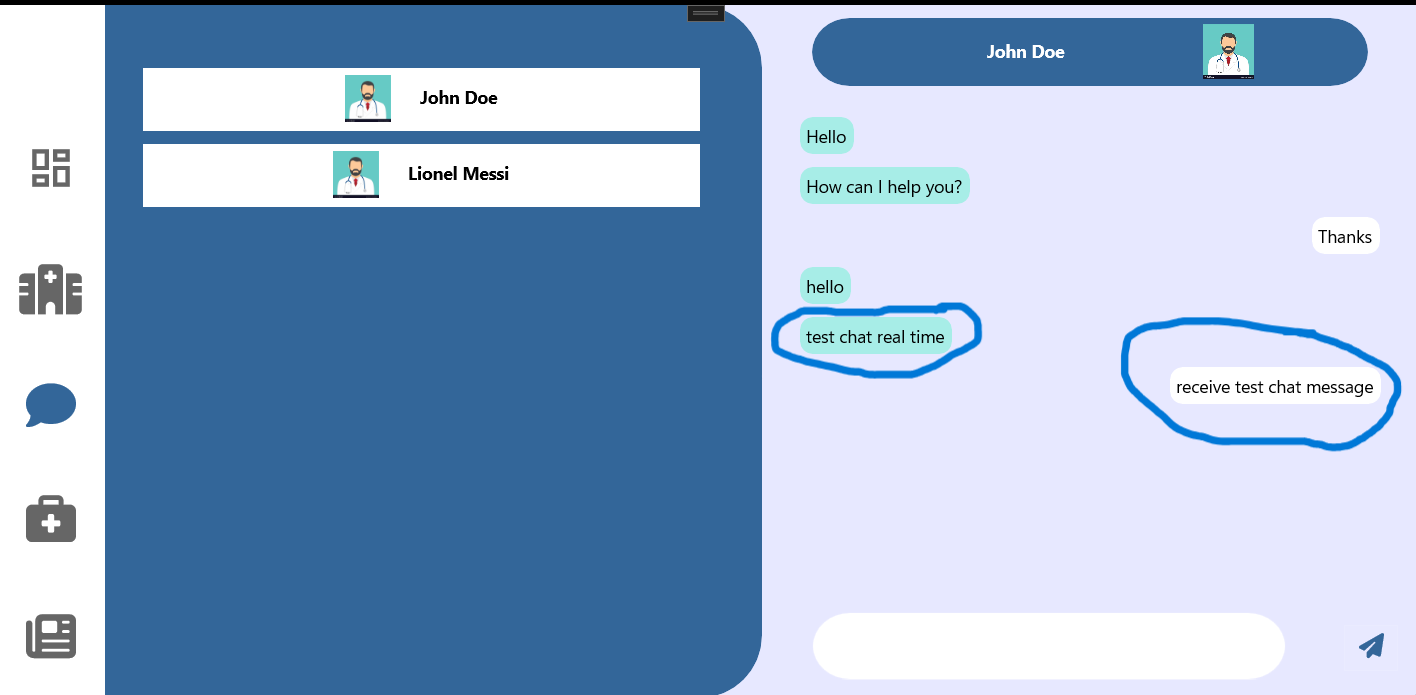 John Doe
Lionel Messi
John Doe
Hello
How can I help you?
Thanks
hello
test chat real time
receive test chat message